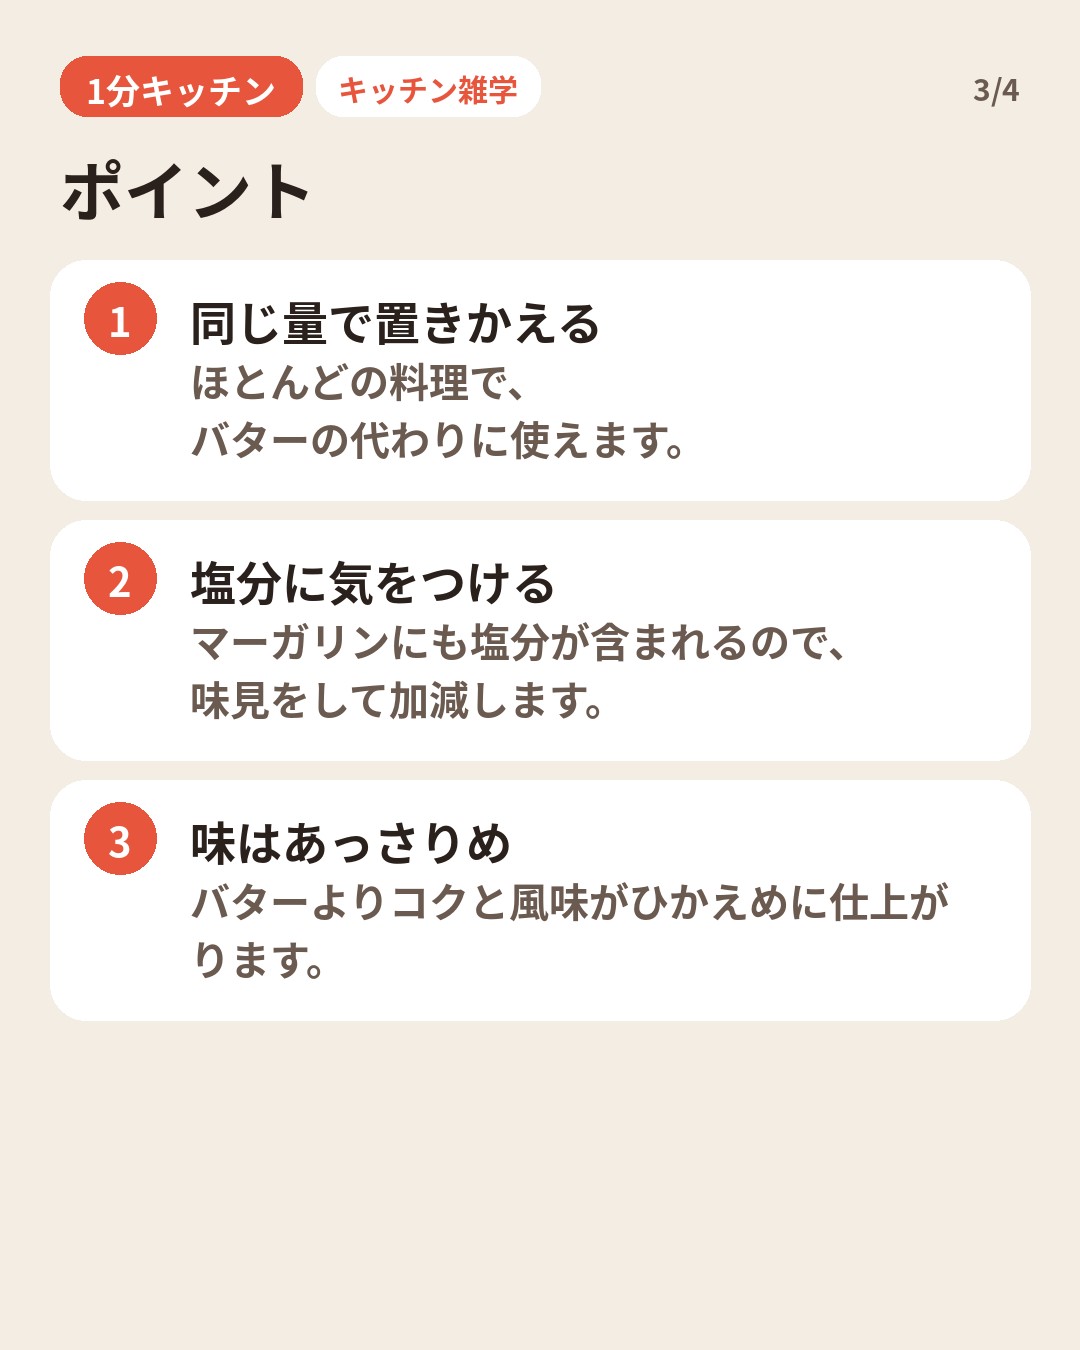 1分キッチン
キッチン雑学
3/4
ポイント
1
同じ量で置きかえる
ほとんどの料理で、
バターの代わりに使えます。
2
塩分に気をつける
マーガリンにも塩分が含まれるので、
味見をして加減します。
3
味はあっさりめ
バターよりコクと風味がひかえめに仕上が
ります。